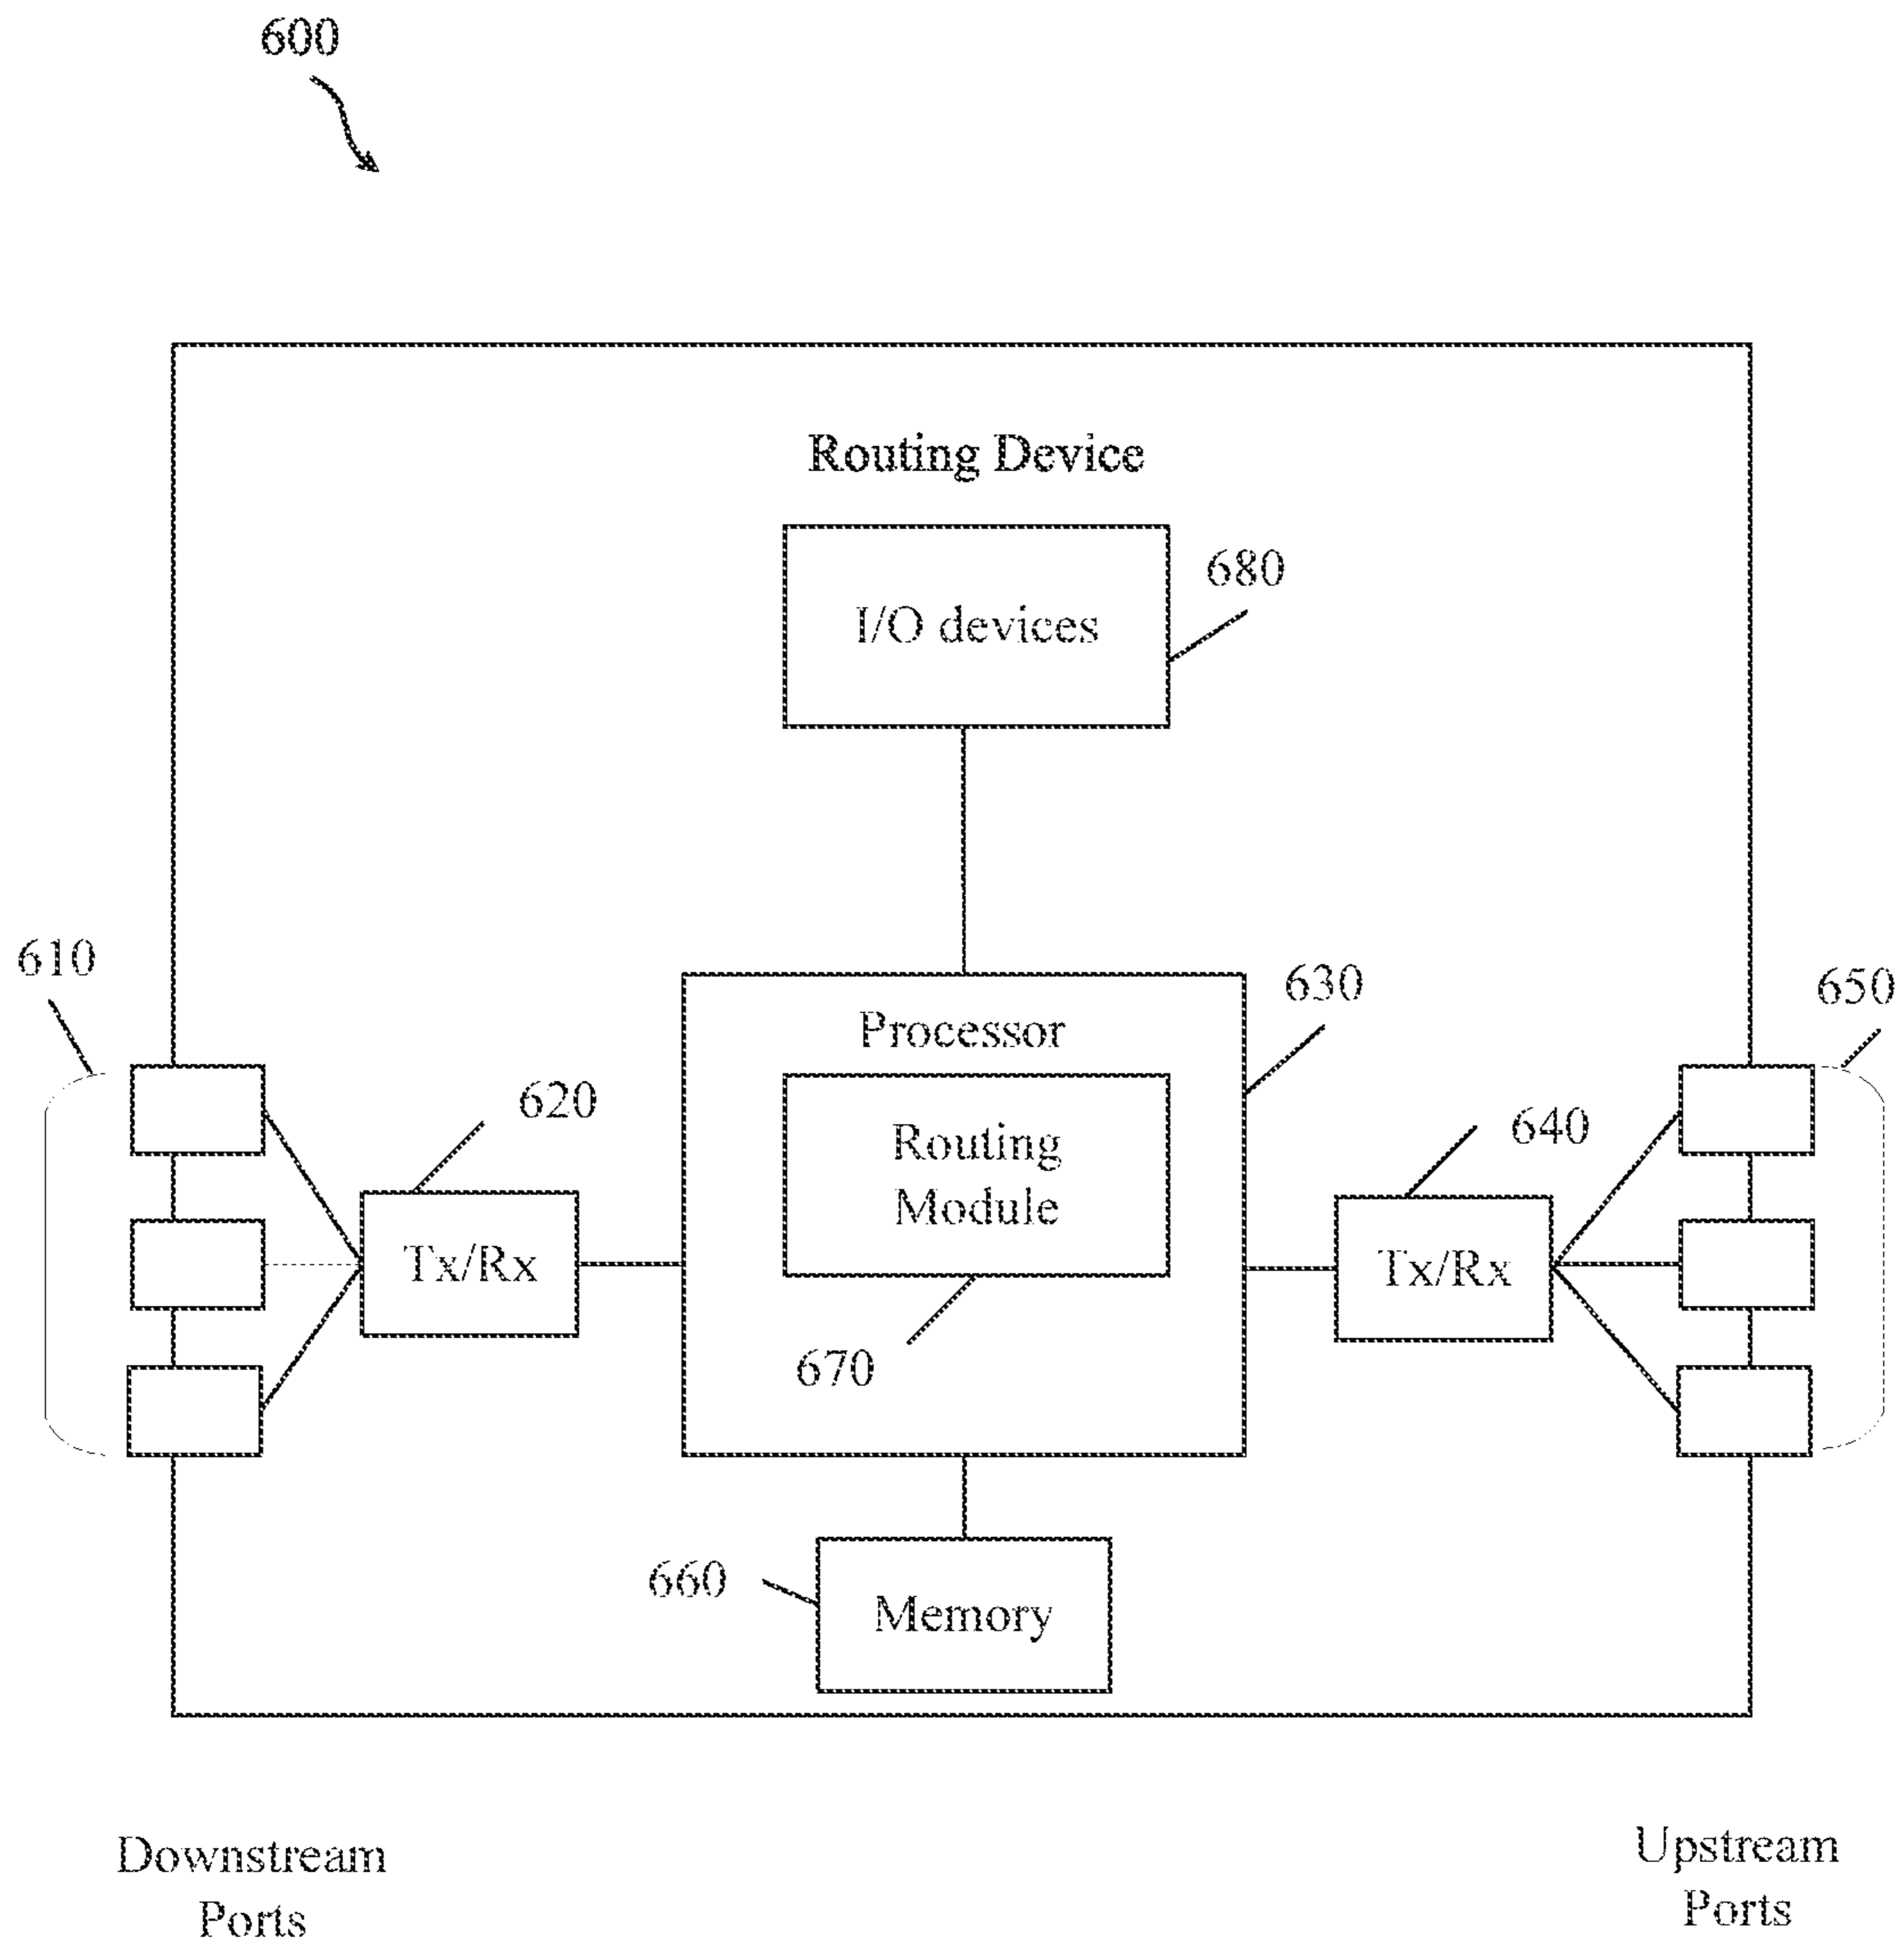 600
Routing Device
I/O devices
680
610
630
650
Processor
620
640
Routing
Module
Tx/Rx
Tx/Rx
670
660
Memory
Downstream
Ports
Upstream
Ports